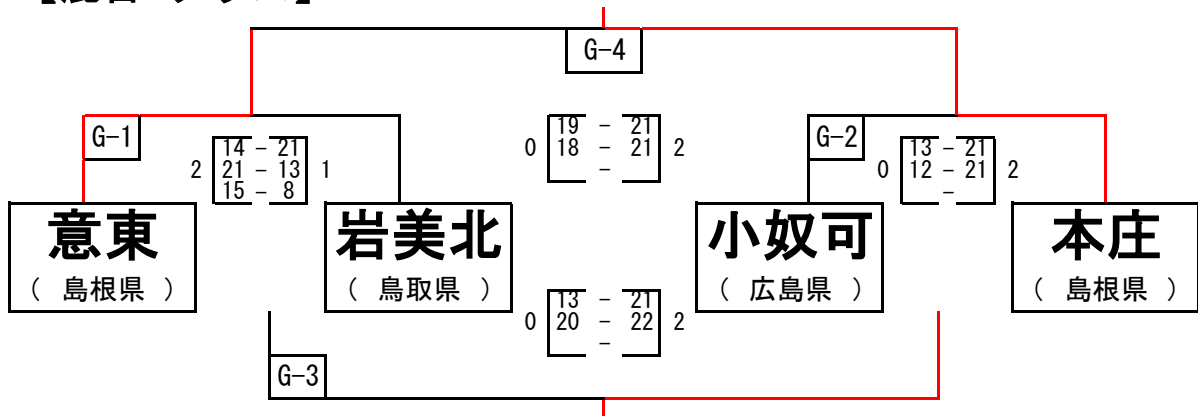 G-4
19 - 21
0 18 - 21 2
-
G-1
14 - 21
2 21 - 13 1
15 - 8
G-2
13 - 21
0 12 - 21 2
-
意東
( 島根県 )
岩美北
( 鳥取県 )
小奴可
( 広島県 )
本庄
( 島根県 )
13 - 21
0 20 - 22 2
-
G-3